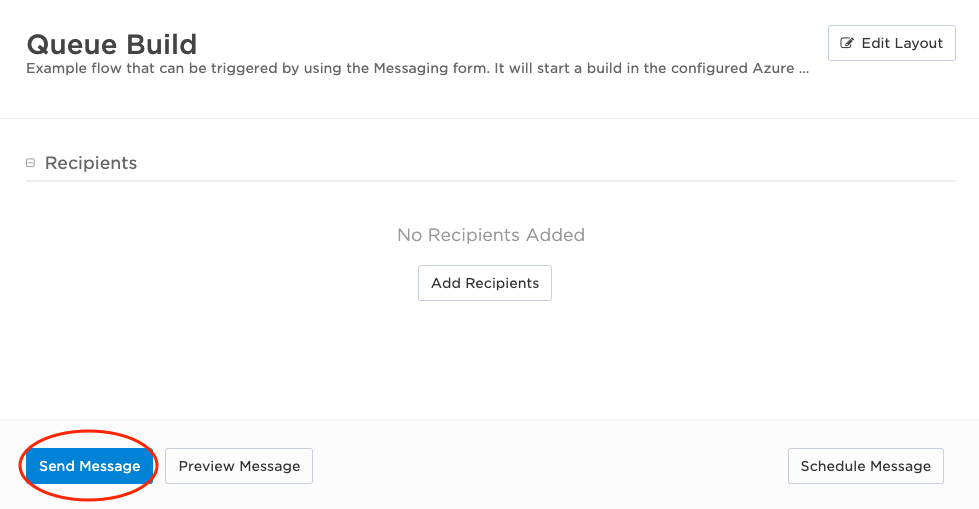 Queue Build
Edit Layout
Example flow that can be triggered by using the Messaging form. It will start a build in the configured Azure ...
Recipients
No Recipients Added
Add Recipients
Send Message
Preview Message
Schedule Message